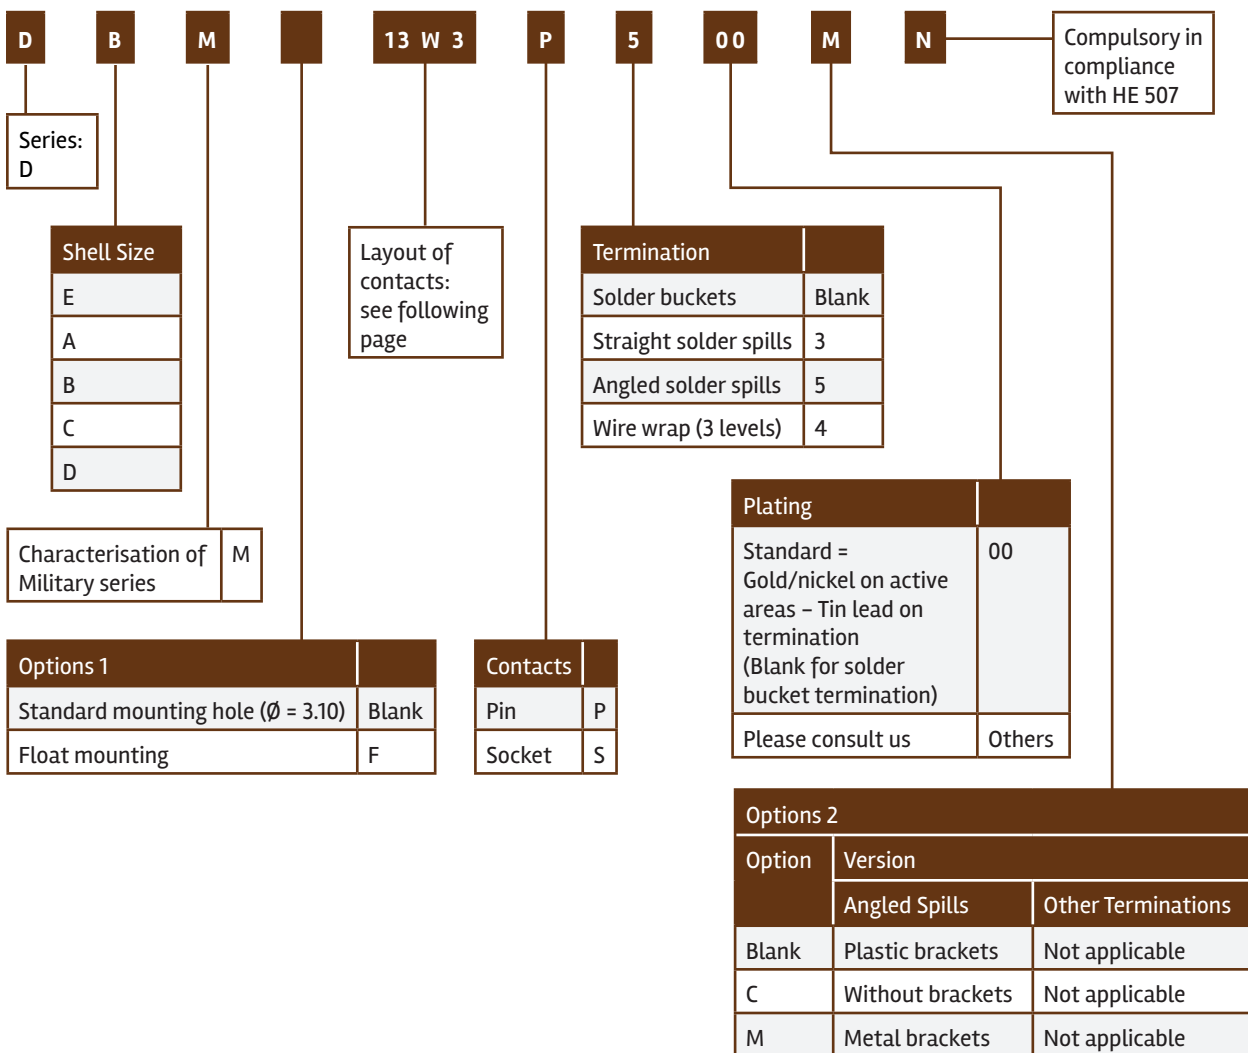 D B M 13 W 3 P 5 00 M N
Compulsory in
compliance
with HE 507
Series:
D
Shell Size
E
A
B
C
D
Layout of
contacts:
see following
page
Termination
Solder buckets Blank
Straight solder spills 3
Angled solder spills 5
Wire wrap (3 levels) 4
Characterisation of M
Military series
Plating
Standard = 00
Gold/nickel on active
areas – Tin lead on
termination
(Blank for solder
bucket termination)
Please consult us Others
Options 1
Standard mounting hole (Ø = 3.10) Blank
Float mounting F
Contacts
Pin P
Socket S
Options 2
Option Version
Angled Spills Other Terminations
Blank Plastic brackets Not applicable
C Without brackets Not applicable
M Metal brackets Not applicable